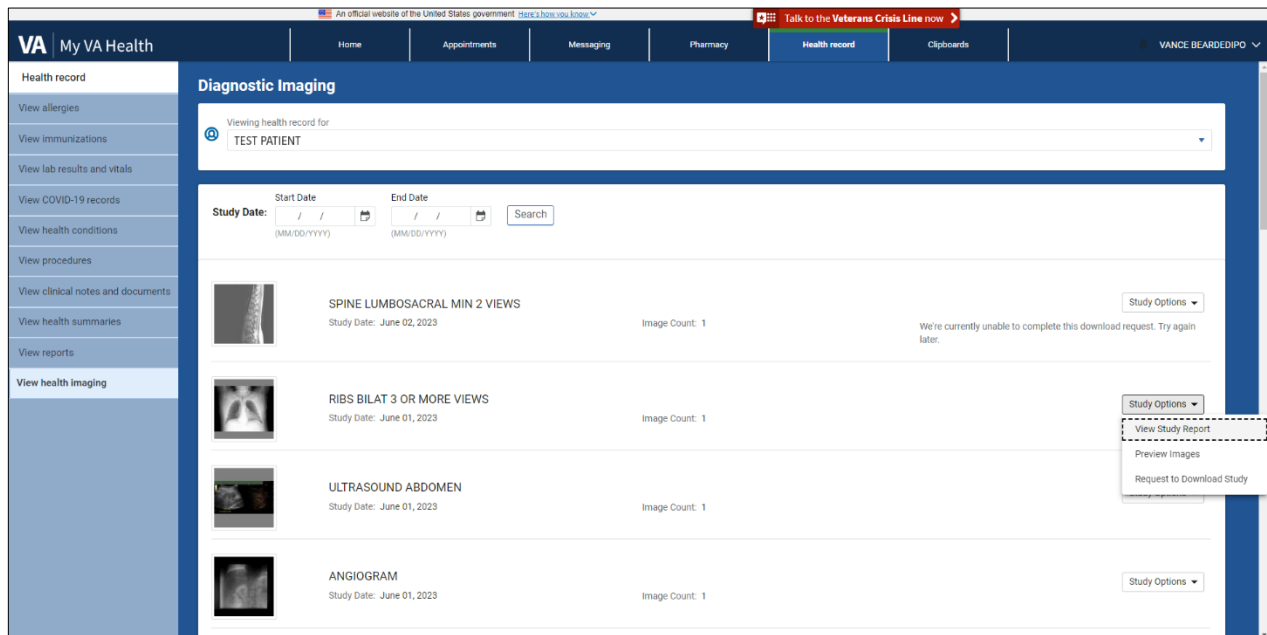 An official website of the United States government Here's how you know
Talk to the Veterans Crisis Line now
VA My VA Health
Home Appointments Messaging Pharmacy Health record Clipboards VANCE BEARDEDIPO
Health record
View allergies
View immunizations
View lab results and vitals
View COVID-19 records
View health conditions
View procedures
View clinical notes and documents
View health summaries
View reports
View health imaging
Diagnostic Imaging
Viewing health record for
TEST PATIENT
Start Date End Date
Study Date: / / / / Search
(MM/DD/YYYY) (MM/DD/YYYY)
SPINE LUMBOSACRAL MIN 2 VIEWS Study Options
Study Date: June 02, 2023 Image Count: 1
We're currently unable to complete this download request. Try again
later.
RIBS BILAT 3 OR MORE VIEWS Study Options
Study Date: June 01, 2023 Image Count: 1
View Study Report
Preview Images
Request to Download Study
ULTRASOUND ABDOMEN
Study Date: June 01, 2023 Image Count: 1
ANGIOGRAM Study Options
Study Date: June 01, 2023 Image Count: 1